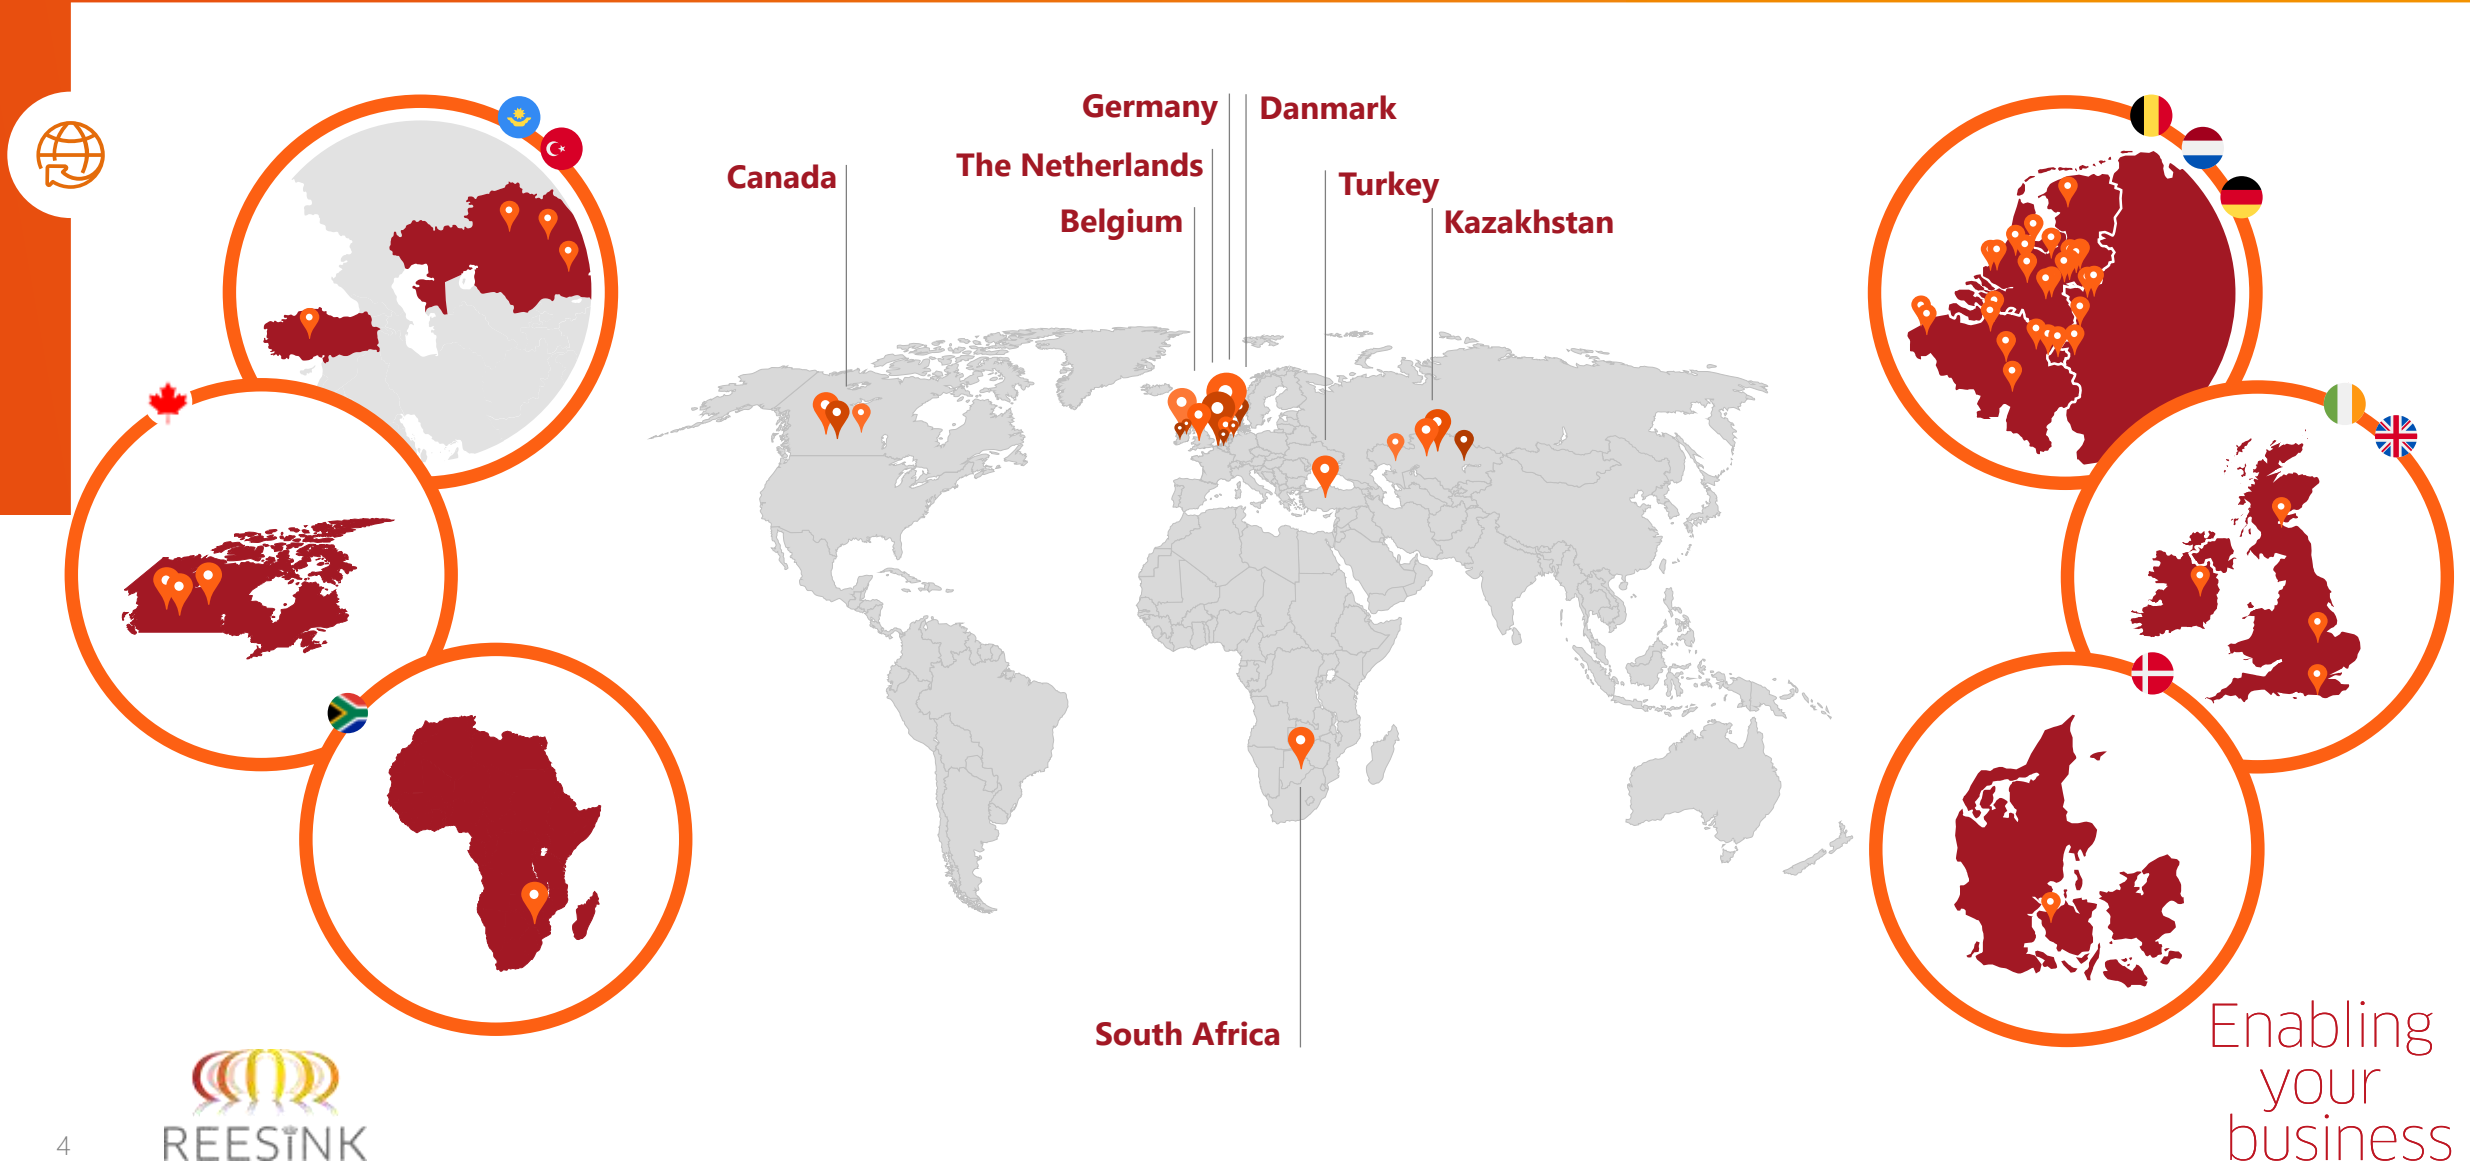 Germany
Danmark
The Netherlands
Canada
Turkey
Belgium
Kazakhstan
South Africa
Enabling
your
business
REESiNK
4